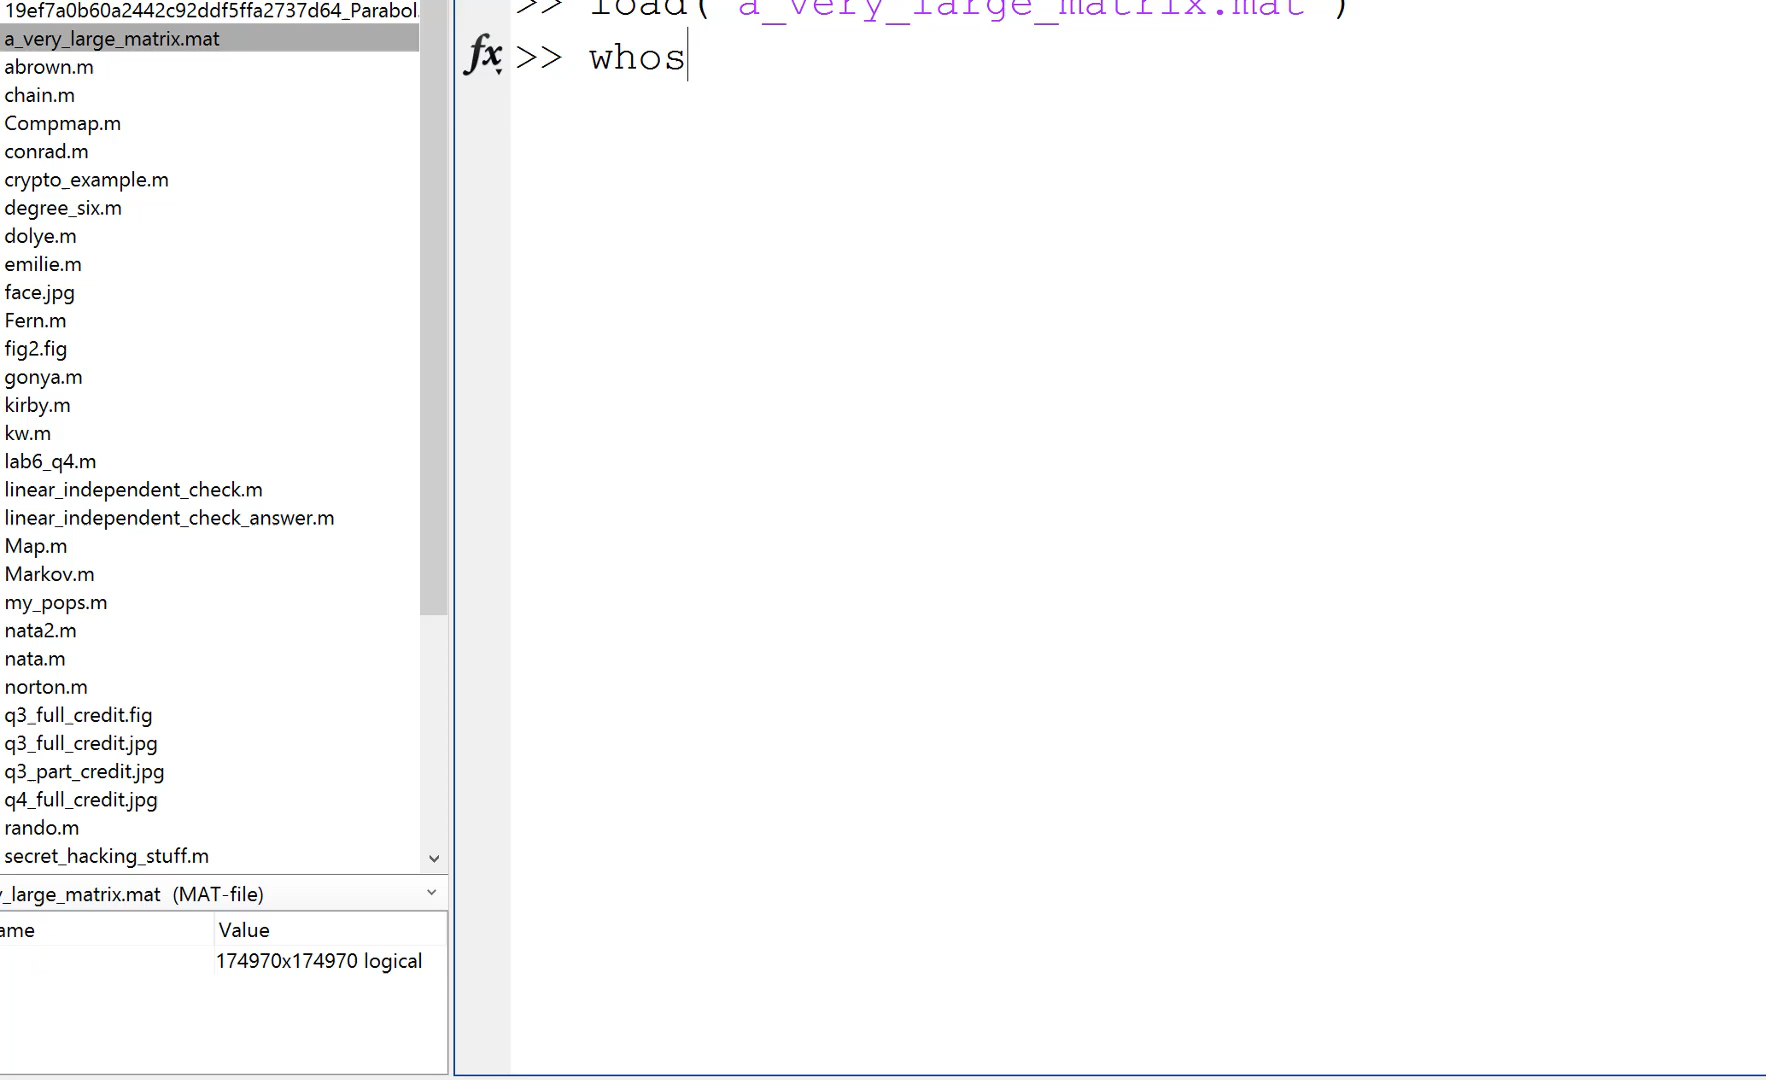 19ef7a0b60a2442c92ddf5ffa2737d64_Parabol.
a_very_large_matrix.mat
abrown.m
chain.m
Compmap.m
conrad.m
crypto_example.m
degree_six.m
dolye.m
emilie.m
face.jpg
Fern.m
fig2.fig
gonya.m
kirby.m
kw.m
lab6_q4.m
linear_independent_check.m
linear_independent_check_answer.m
Map.m
Markov.m
my_pops.m
nata2.m
nata.m
norton.m
q3_full_credit.fig
q3_full_credit.jpg
q3_part_credit.jpg
q4_full_credit.jpg
rando.m
secret_hacking_stuff.m
_large_matrix.mat (MAT-file)
ame Value
174970x174970 logical
>> load('a_very_large_matrix.mat')
fx >> whos